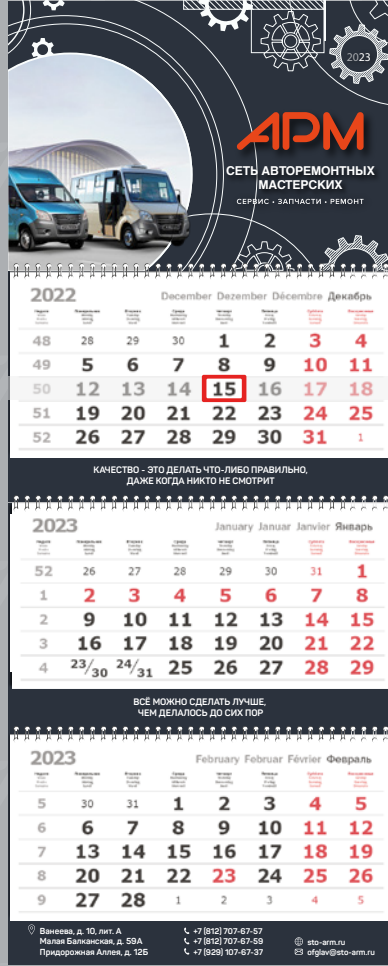 2023
АРМ
СЕТЬ АВТОРЕМОНТНЫХ
МАСТЕРСКИХ
СЕРВИС • ЗАПЧАСТИ • РЕМОНТ
2022 December Dezember Décembre Декабрь
48 28 29 30 1 2 3 4
49 5 6 7 8 9 10 11
50 12 13 14 15 16 17 18
51 19 20 21 22 23 24 25
52 26 27 28 29 30 31 1
КАЧЕСТВО - ЭТО ДЕЛАТЬ ЧТО-ЛИБО ПРАВИЛЬНО,
ДАЖЕ КОГДА НИКТО НЕ СМОТРИТ
2023 January Januar Janvier Январь
52 26 27 28 29 30 31 1
1 2 3 4 5 6 7 8
2 9 10 11 12 13 14 15
3 16 17 18 19 20 21 22
4 23/30 24/31 25 26 27 28 29
ВСЁ МОЖНО СДЕЛАТЬ ЛУЧШЕ,
ЧЕМ ДЕЛАЛОСЬ ДО СИХ ПОР
2023 February Februar Février Февраль
5 30 31 1 2 3 4 5
6 6 7 8 9 10 11 12
7 13 14 15 16 17 18 19
8 20 21 22 23 24 25 26
9 27 28 1 2 3 4 5
Ванеева, д. 10, лит. А +7 (812) 707-67-57
Малая Балканская, д. 59А +7 (812) 707-67-59 sto-arm.ru
Придорожная Аллея, д. 12Б +7 (929) 107-67-37 ofglav@sto-arm.ru